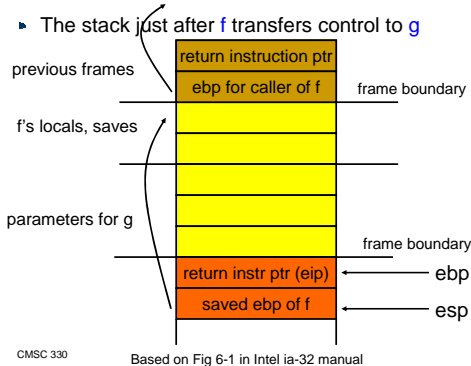 The stack just after f transfers control to g
return instruction ptr
previous frames
ebp for caller of f
frame boundary
f's locals, saves
parameters for g
frame boundary
return instr ptr (eip)
ebp
saved ebp of f
esp
CMSC 330
Based on Fig 6-1 in Intel ia-32 manual